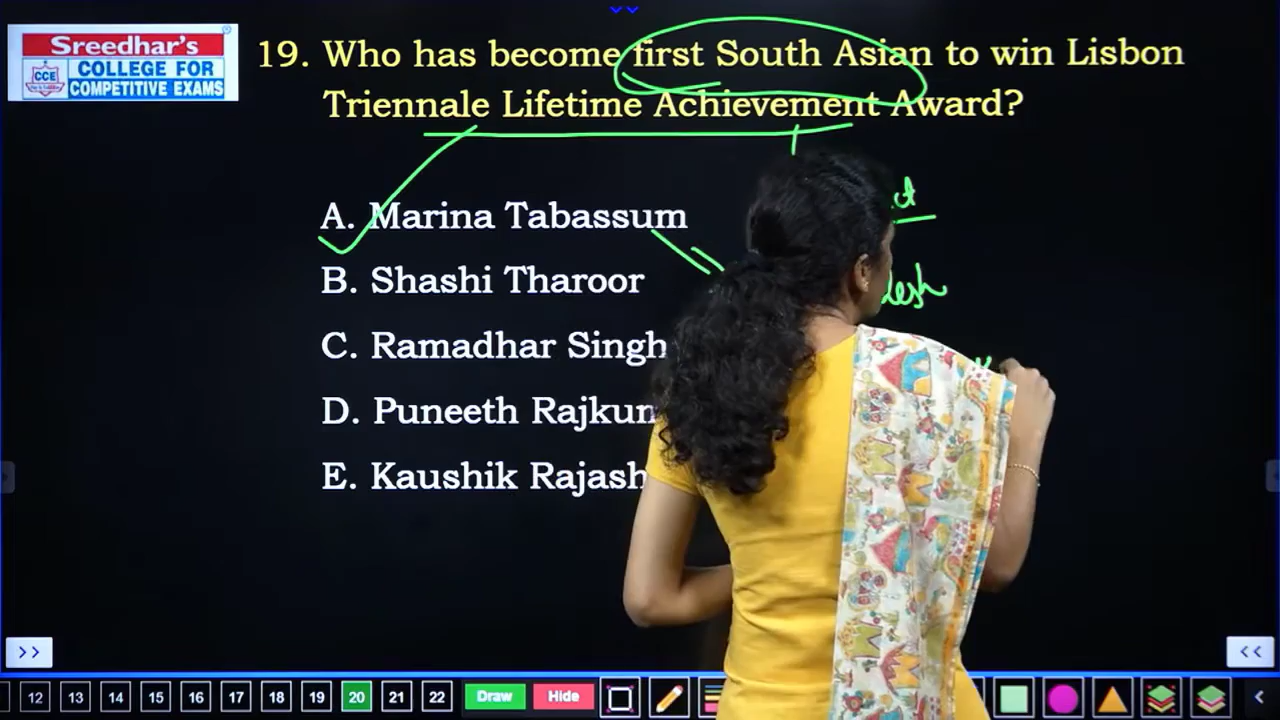 Sreedhar's
CCE
COLLEGE FOR
COMPETITIVE EXAMS
19. Who has become first South Asian to win Lisbon
Triennale Lifetime Achievement Award?
A. Marina Tabassum
B. Shashi Tharoor
C. Ramadhar Singh
D. Puneeth
E. Kaushik
>>
<<
12 13 14 15 16 17 18 19 20 21 22 Draw Hide